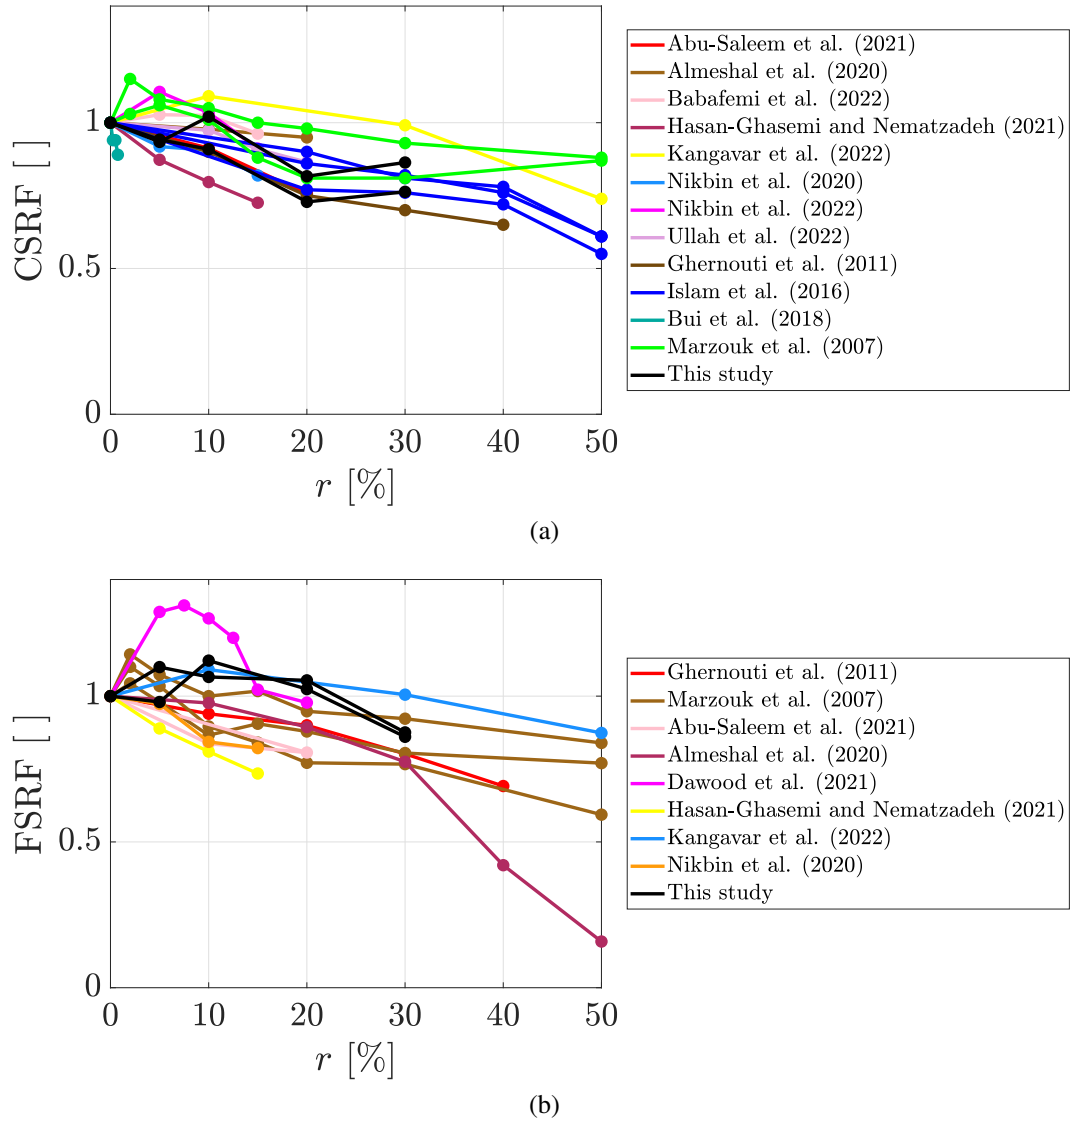 1
0.5
0
CSRF [ ]
0 10 20 30 40 50
r [%]
Abu-Saleem et al. (2021)
Almeshal et al. (2020)
Babafemi et al. (2022)
Hasan-Ghasemi and Nematzadeh (2021)
Kangavar et al. (2022)
Nikbin et al. (2020)
Nikbin et al. (2022)
Ullah et al. (2022)
Ghernouti et al. (2011)
Islam et al. (2016)
Bui et al. (2018)
Marzouk et al. (2007)
This study
(a)
1
0.5
0
FSRF [ ]
0 10 20 30 40 50
r [%]
Ghernouti et al. (2011)
Marzouk et al. (2007)
Abu-Saleem et al. (2021)
Almeshal et al. (2020)
Dawood et al. (2021)
Hasan-Ghasemi and Nematzadeh (2021)
Kangavar et al. (2022)
Nikbin et al. (2020)
This study
(b)